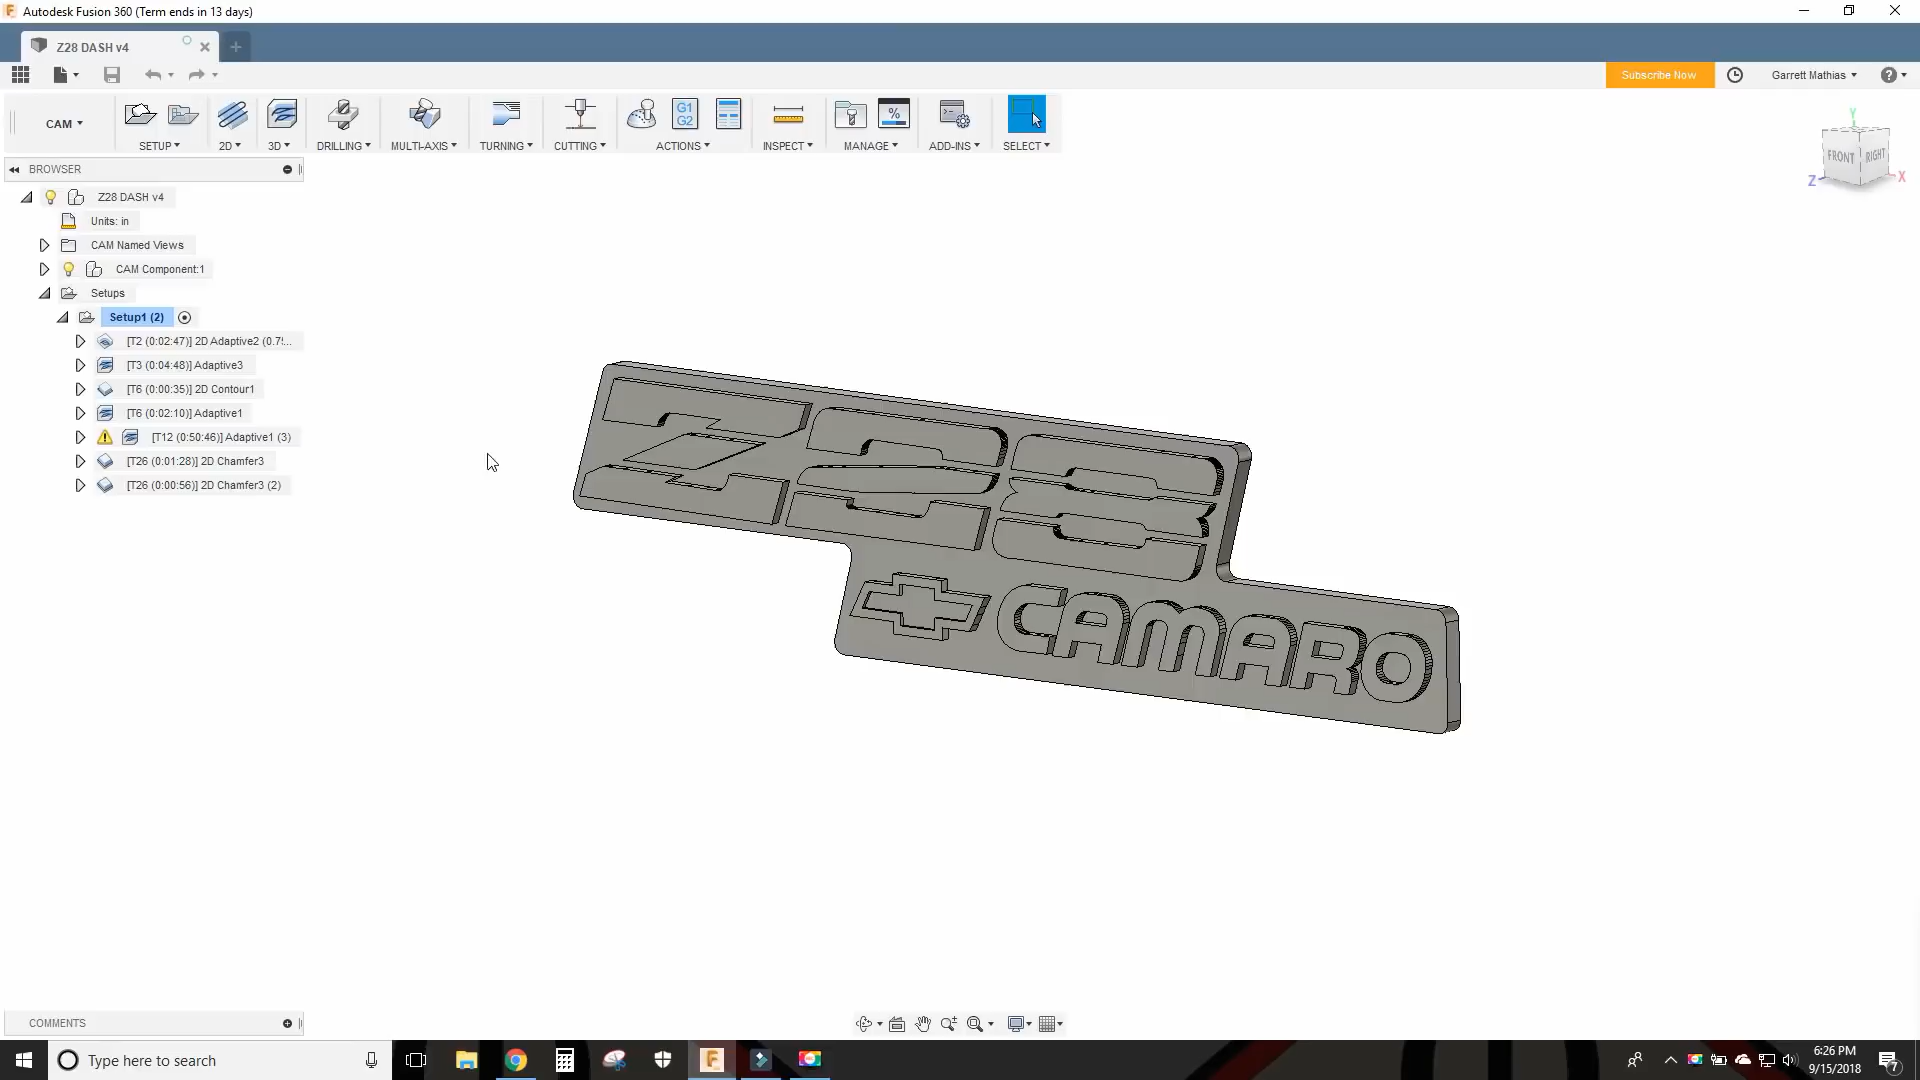 Autodesk Fusion 360 (Term ends in 13 days)
Z28 DASH v4
Subscribe Now
Garrett Mathias
CAM
SETUP
2D
3D
DRILLING
MULTI-AXIS
TURNING
CUTTING
G1
G2
ACTIONS
INSPECT
%
MANAGE
ADD-INS
SELECT
Y
FRONT
RIGHT
Z
X
BROWSER
Z28 DASH v4
Units: in
CAM Named Views
CAM Component:1
Setups
Setup1 (2)
[T2 (0:02:47)] 2D Adaptive2 (0.7!...
[T3 (0:04:48)] Adaptive3
[T6 (0:00:35)] 2D Contour1
[T6 (0:02:10)] Adaptive1
[T12 (0:50:46)] Adaptive1 (3)
[T26 (0:01:28)] 2D Chamfer3
[T26 (0:00:56)] 2D Chamfer3 (2)
Z28
CAMARO
COMMENTS
Type here to search
6:26 PM
9/15/2018
7